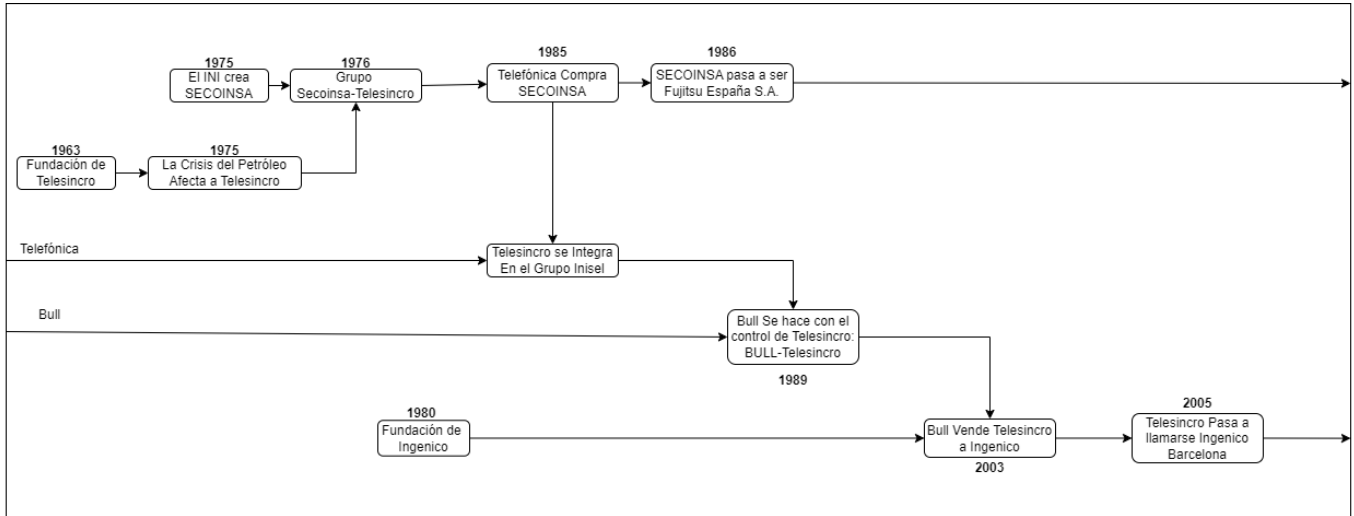 1975
El INI crea
SECOINSA
1976
Grupo
Secoinsa-Telesincro
1985
Telefónica Compra
SECOINSA
1986
SECOINSA pasa a ser
Fujitsu España S.A.
1963
Fundación de
Telesincro
1975
La Crisis del Petróleo
Afecta a Telesincro
Telefónica
Telesincro se Integra
En el Grupo Inisel
Bull
Bull Se hace con el
control de Telesincro:
BULL-Telesincro
1989
1980
Fundación de
Ingenico
Bull Vende Telesincro
a Ingenico
2003
2005
Telesincro Pasa a
llamarse Ingenico
Barcelona